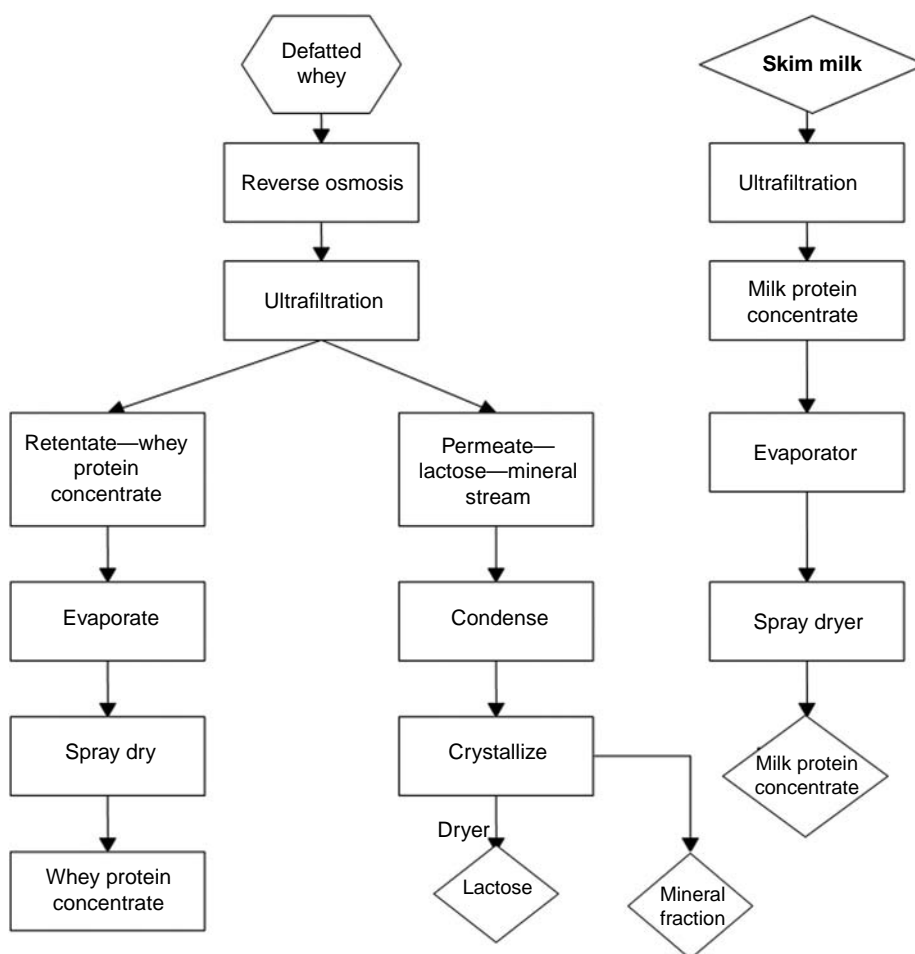 Defatted
whey
Reverse osmosis
Ultrafiltration
Retentate—whey
protein
concentrate
Evaporate
Spray dry
Whey protein
concentrate
Permeate—
lactose—mineral
stream
Condense
Crystallize
Dryer
Lactose
Mineral
fraction
Skim milk
Ultrafiltration
Milk protein
concentrate
Evaporator
Spray dryer
Milk protein
concentrate